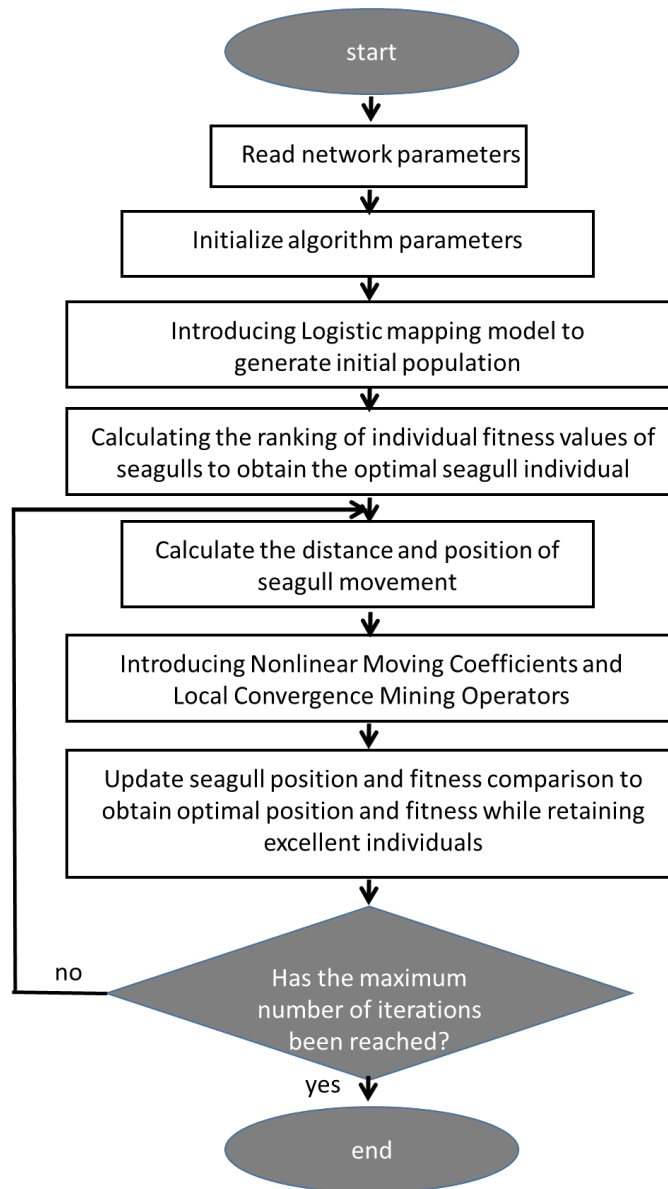 start
Read network parameters
Initialize algorithm parameters
Introducing Logistic mapping model to
generate initial population
Calculating the ranking of individual fitness values of
seagulls to obtain the optimal seagull individual
Calculate the distance and position of
seagull movement
Introducing Nonlinear Moving Coefficients and
Local Convergence Mining Operators
Update seagull position and fitness comparison to
obtain optimal position and fitness while retaining
excellent individuals
no
Has the maximum
number of iterations
been reached?
yes
end